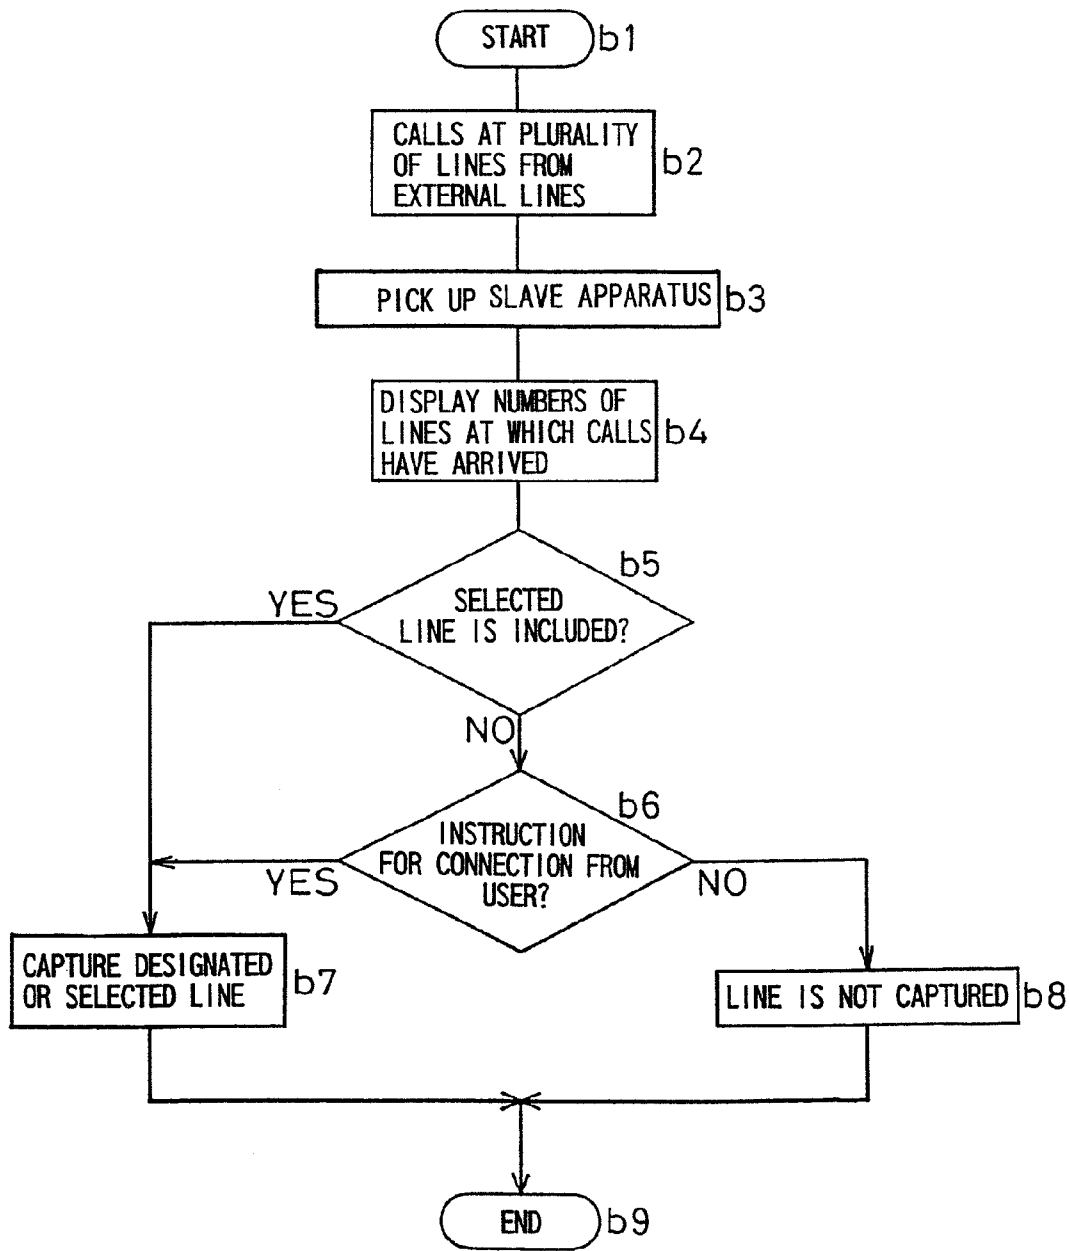 START b1
CALLS AT PLURALITY
OF LINES FROM
EXTERNAL LINES
b2
PICK UP SLAVE APPARATUS b3
DISPLAY NUMBERS OF
LINES AT WHICH CALLS
HAVE ARRIVED
b4
b5
SELECTED
LINE IS INCLUDED?
YES
NO
b6
INSTRUCTION
FOR CONNECTION FROM
USER?
YES
NO
CAPTURE DESIGNATED
OR SELECTED LINE
b7
LINE IS NOT CAPTURED b8
END b9